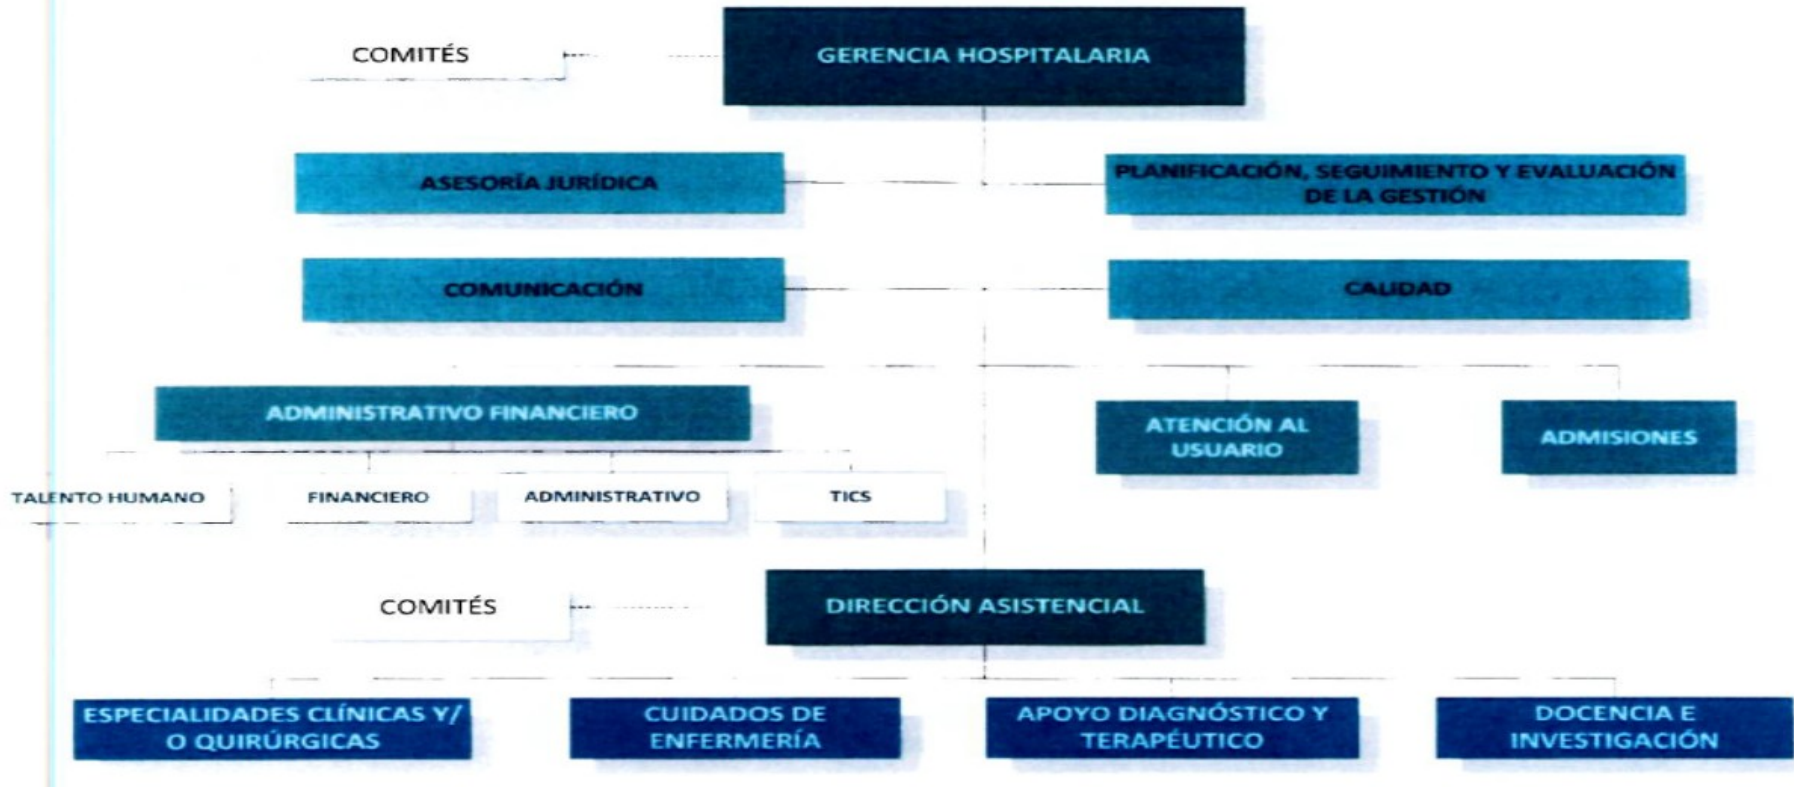 COMITÉS
GERENCIA HOSPITALARIA
ASESORÍA JURÍDICA
PLANIFICACIÓN, SEGUIMIENTO Y EVALUACIÓN
DE LA GESTIÓN
COMUNICACIÓN
CALIDAD
ADMINISTRATIVO FINANCIERO
ATENCIÓN AL
USUARIO
ADMISIONES
TALENTO HUMANO
FINANCIERO
ADMINISTRATIVO
TICS
COMITÉS
DIRECCIÓN ASISTENCIAL
ESPECIALIDADES CLÍNICAS Y/
O QUIRÚRGICAS
CUIDADOS DE
ENFERMERÍA
APOYO DIAGNÓSTICO Y
TERAPÉUTICO
DOCENCIA E
INVESTIGACIÓN